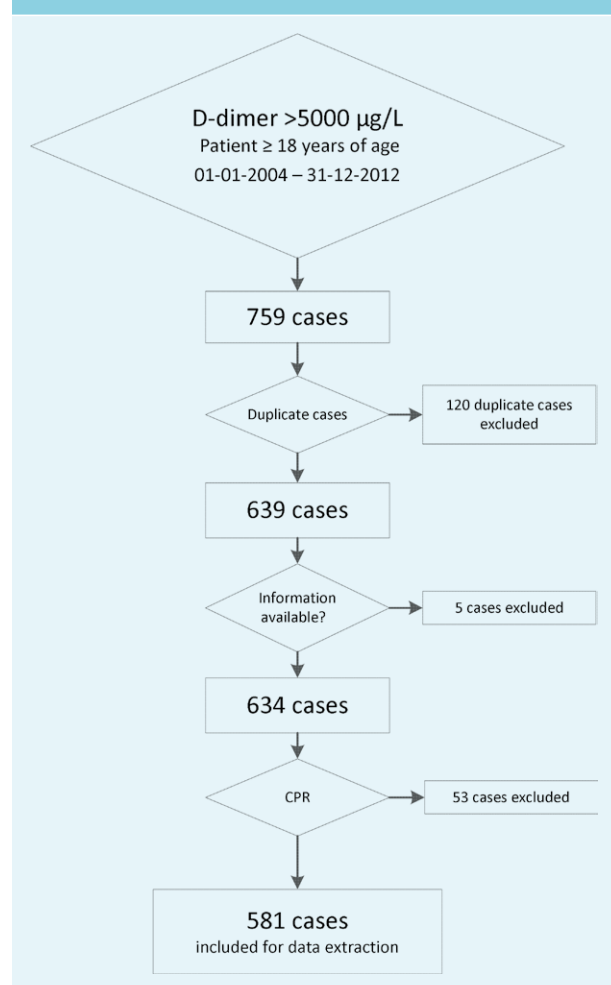 D-dimer >5000 µg/L
Patient ≥ 18 years of age
01-01-2004 – 31-12-2012
759 cases
Duplicate cases
120 duplicate cases
excluded
639 cases
Information
available?
5 cases excluded
634 cases
CPR
53 cases excluded
581 cases
included for data extraction